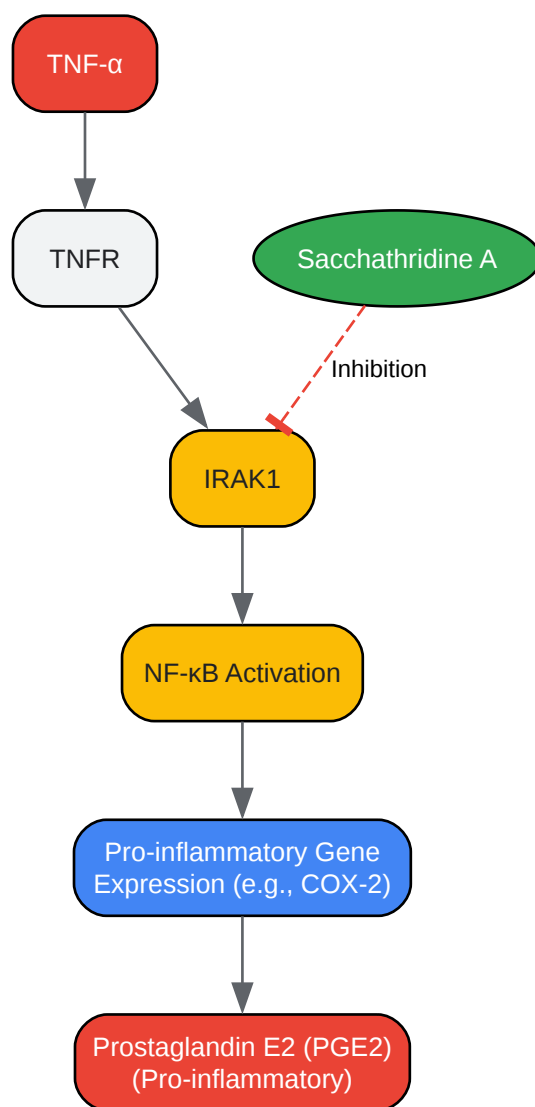 TNF-α
TNFR
Sacchathridine A
Inhibition
IRAK1
NF-κB Activation
Pro-inflammatory Gene
Expression (e.g., COX-2)
Prostaglandin E2 (PGE2)
(Pro-inflammatory)